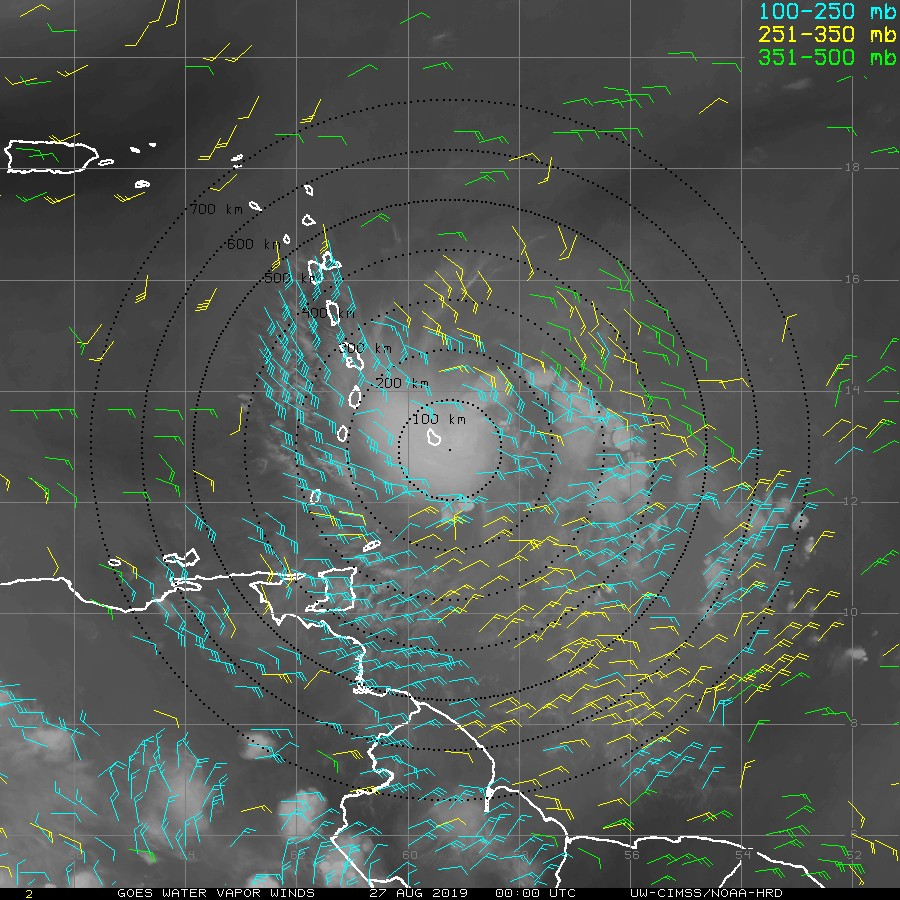 100-250 mb
251-350 mb
351-500 mb
18
700 km
600 km
16
500 km
400 km
300 km
200 km
14
100 km
12
10
8
60
56
54
52
2 GOES WATER VAPOR WINDS 27 AUG 2019 00:00 UTC UW-CIMSS/NOAA-HRD